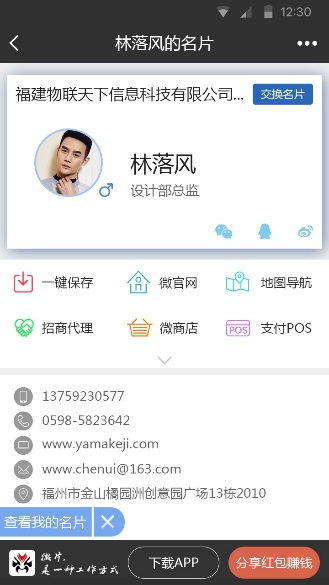 12:30
林落风的名片
福建物联天下信息科技有限公司...
交换名片
林落风
设计部总监
一键保存
微官网
地图导航
招商代理
微商店
POS
支付POS
13759230577
0598-5823642
www.yamakeji.com
www.chenui@163.com
福州市金山橘园洲创意园广场13栋2010
查看我的名片
微片,
是一种工作方式
下载APP
分享红包赚钱